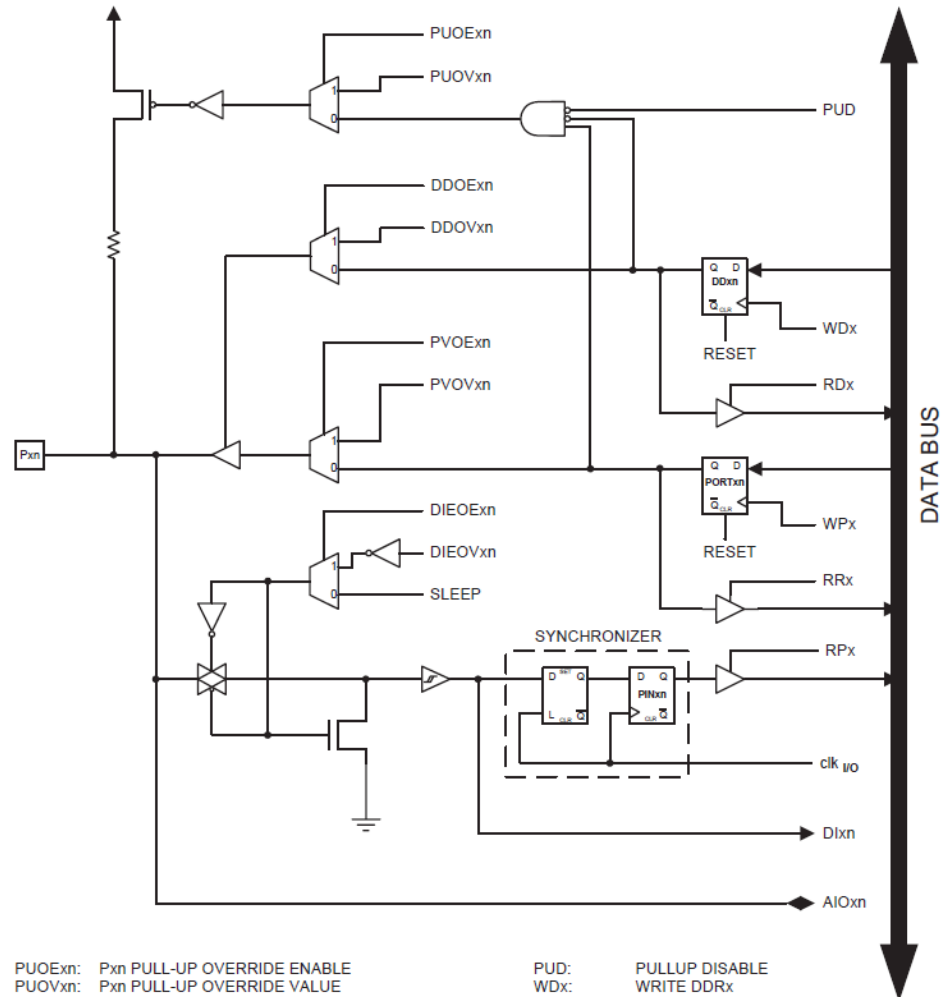 PUOExn
PUOVxn
1
0
PUD
DDOExn
DDOVxn
1
0
Q D
DDxn
Q CLR
WDx
RESET
RDx
PVOExn
PVOVxn
1
0
Pxn
Q D
PORTxn
Q CLR
WPx
RESET
DIEOExn
DIEOVxn
1
0
SLEEP
RRx
SYNCHRONIZER
RPx
D SET Q
L CLR Q
D Q
PINxn
CLR Q
clk I/O
DIxn
AIOxn
DATA BUS
PUOExn: Pxn PULL-UP OVERRIDE ENABLE
PUOVxn: Pxn PULL-UP OVERRIDE VALUE
PUD: PULLUP DISABLE
WDx: WRITE DDRx